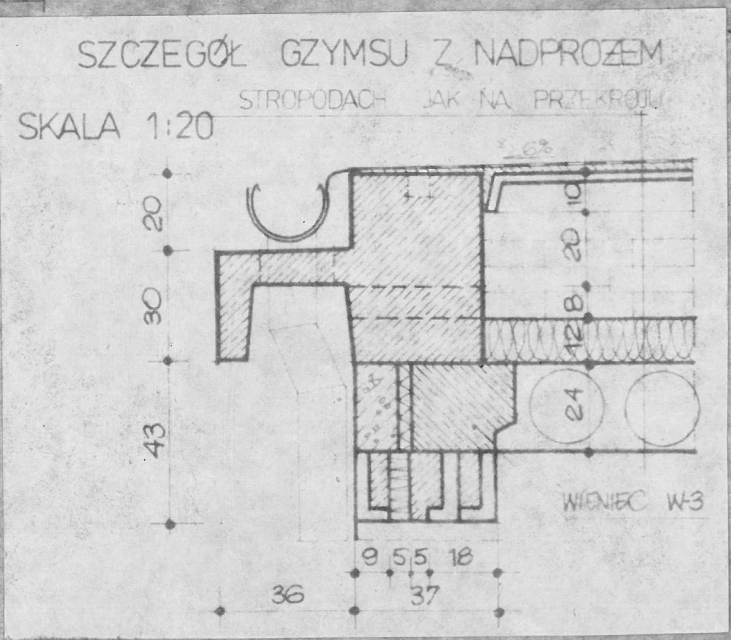 SZCZEGÓŁ GZYMSU Z NADPROŻEM
STROPODACH JAK NA PRZEKROJU
SKALA 1:20
6%
20
30
43
10
20
8
12
24
WIENIEC W-3
9 5 5 18
36 37